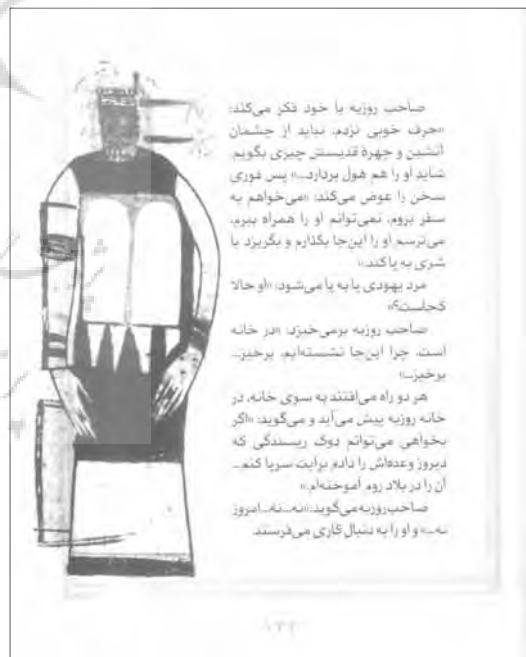 صاحب روزبه با خود فکر می‌کند:
«حرف خوبی نزدم، نباید از چشمان
آتشین و چهرهٔ قدیسش چیزی بگویم.
شاید او را هم هول بردارد...» پس فوری
سخن را عوض می‌کند: «می‌خواهم به
سفر بروم، نمی‌توانم او را همراه ببرم.
می‌ترسم او را این‌جا بگذارم و بگریزد یا
شری به پا کند.»
مرد یهودی پا به پا می‌شود: «او حالا
کجاست؟»
صاحب روزبه برمی‌خیزد: «در خانه
است. چرا این‌جا نشسته‌ایم. برخیز...
برخیز...»
هر دو راه می‌افتند به سوی خانه. در
خانه روزبه پیش می‌آید و می‌گوید: «اگر
بخواهی می‌توانم دوک ریسندگی که
دیروز وعده‌اش را دادم برایت سرپا کنم...
آن را در بلاد روم آموخته‌ام.»
صاحب روزبه می‌گوید: «نه...نه...امروز
نه...» و او را به دنبال کاری می‌فرستد.